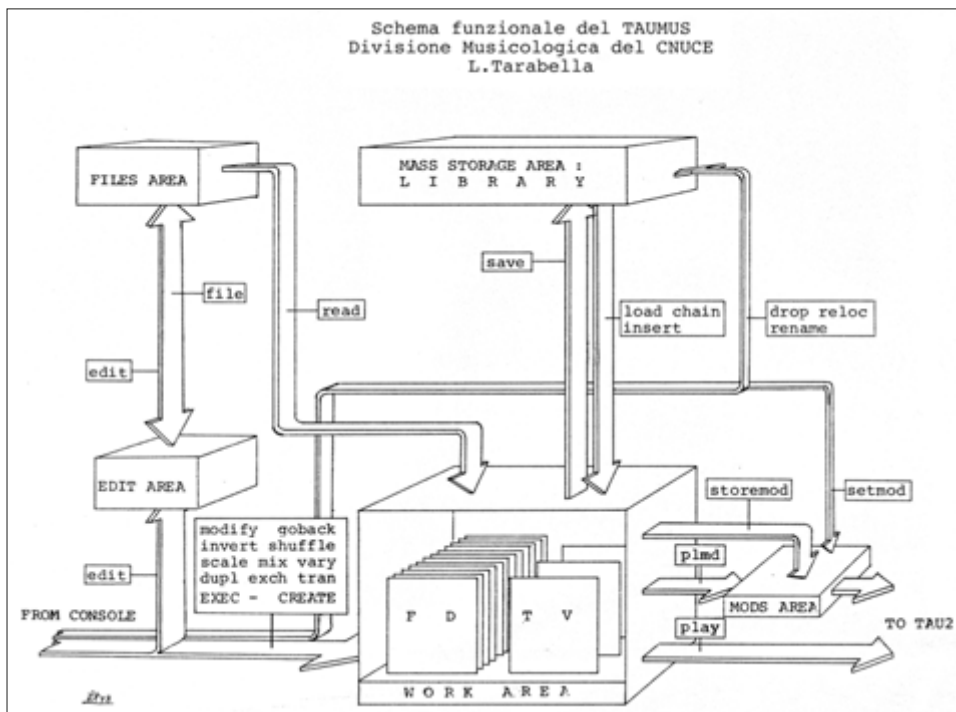 Schema funzionale del TAUMUS
Divisione Musicologica del CNUCE
L.Tarabella
FILES AREA
MASS STORAGE AREA :
L I B R A R Y
save
file
read
load chain
insert
drop reloc
rename
edit
EDIT AREA
storemod
setmod
modify goback
invert shuffle
scale mix vary
dupl exch tran
EXEC - CREATE
edit
plmd
MODS AREA
FROM CONSOLE
F D T V
play
TO TAU2
W O R K A R E A